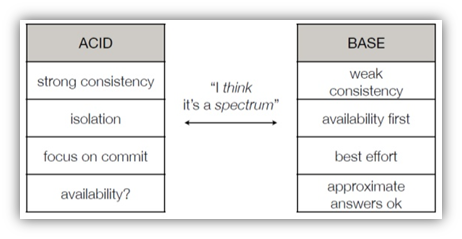 ACID
strong consistency
isolation
focus on commit
availability?
"I think
it's a spectrum"
BASE
weak
consistency
availability first
best effort
approximate
answers ok